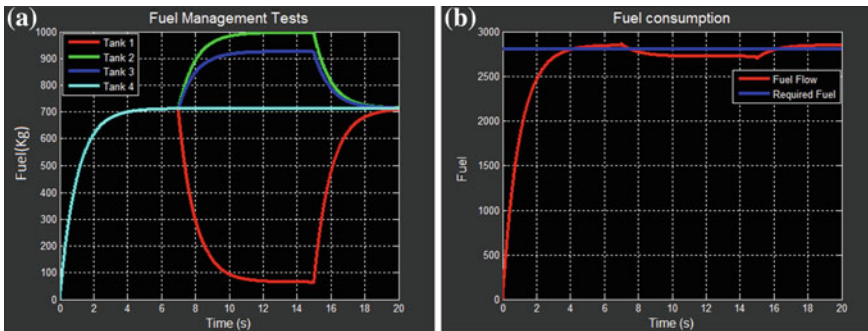 (a)
Fuel Management Tests
Tank 1
Tank 2
Tank 3
Tank 4
Fuel(Kg)
1000
900
800
700
600
500
400
300
200
100
0
0 2 4 6 8 10 12 14 16 18 20
Time (s)
(b)
Fuel consumption
Fuel Flow
Required Fuel
Fuel
3000
2500
2000
1500
1000
500
0
0 2 4 6 8 10 12 14 16 18 20
Time (s)